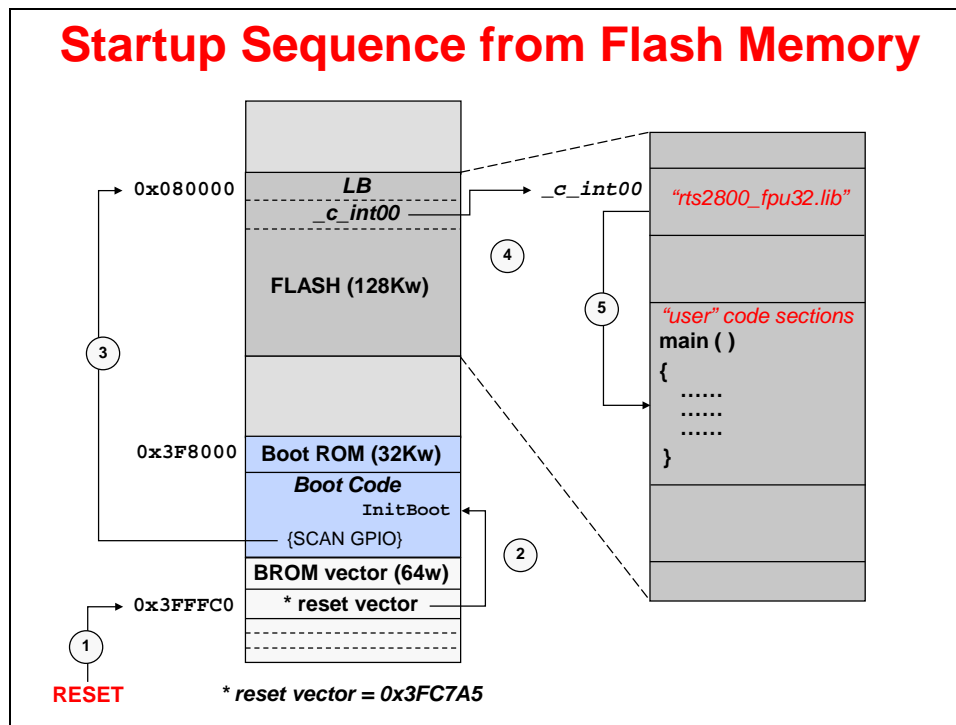 Startup Sequence from Flash Memory
0x080000
LB
_c_int00
FLASH (128Kw)
_c_int00
"rts2800_fpu32.lib"
4
5
"user" code sections
main ( )
{
......
......
......
}
3
0x3F8000
Boot ROM (32Kw)
Boot Code
InitBoot
{SCAN GPIO}
2
BROM vector (64w)
0x3FFFC0
* reset vector
1
RESET
* reset vector = 0x3FC7A5